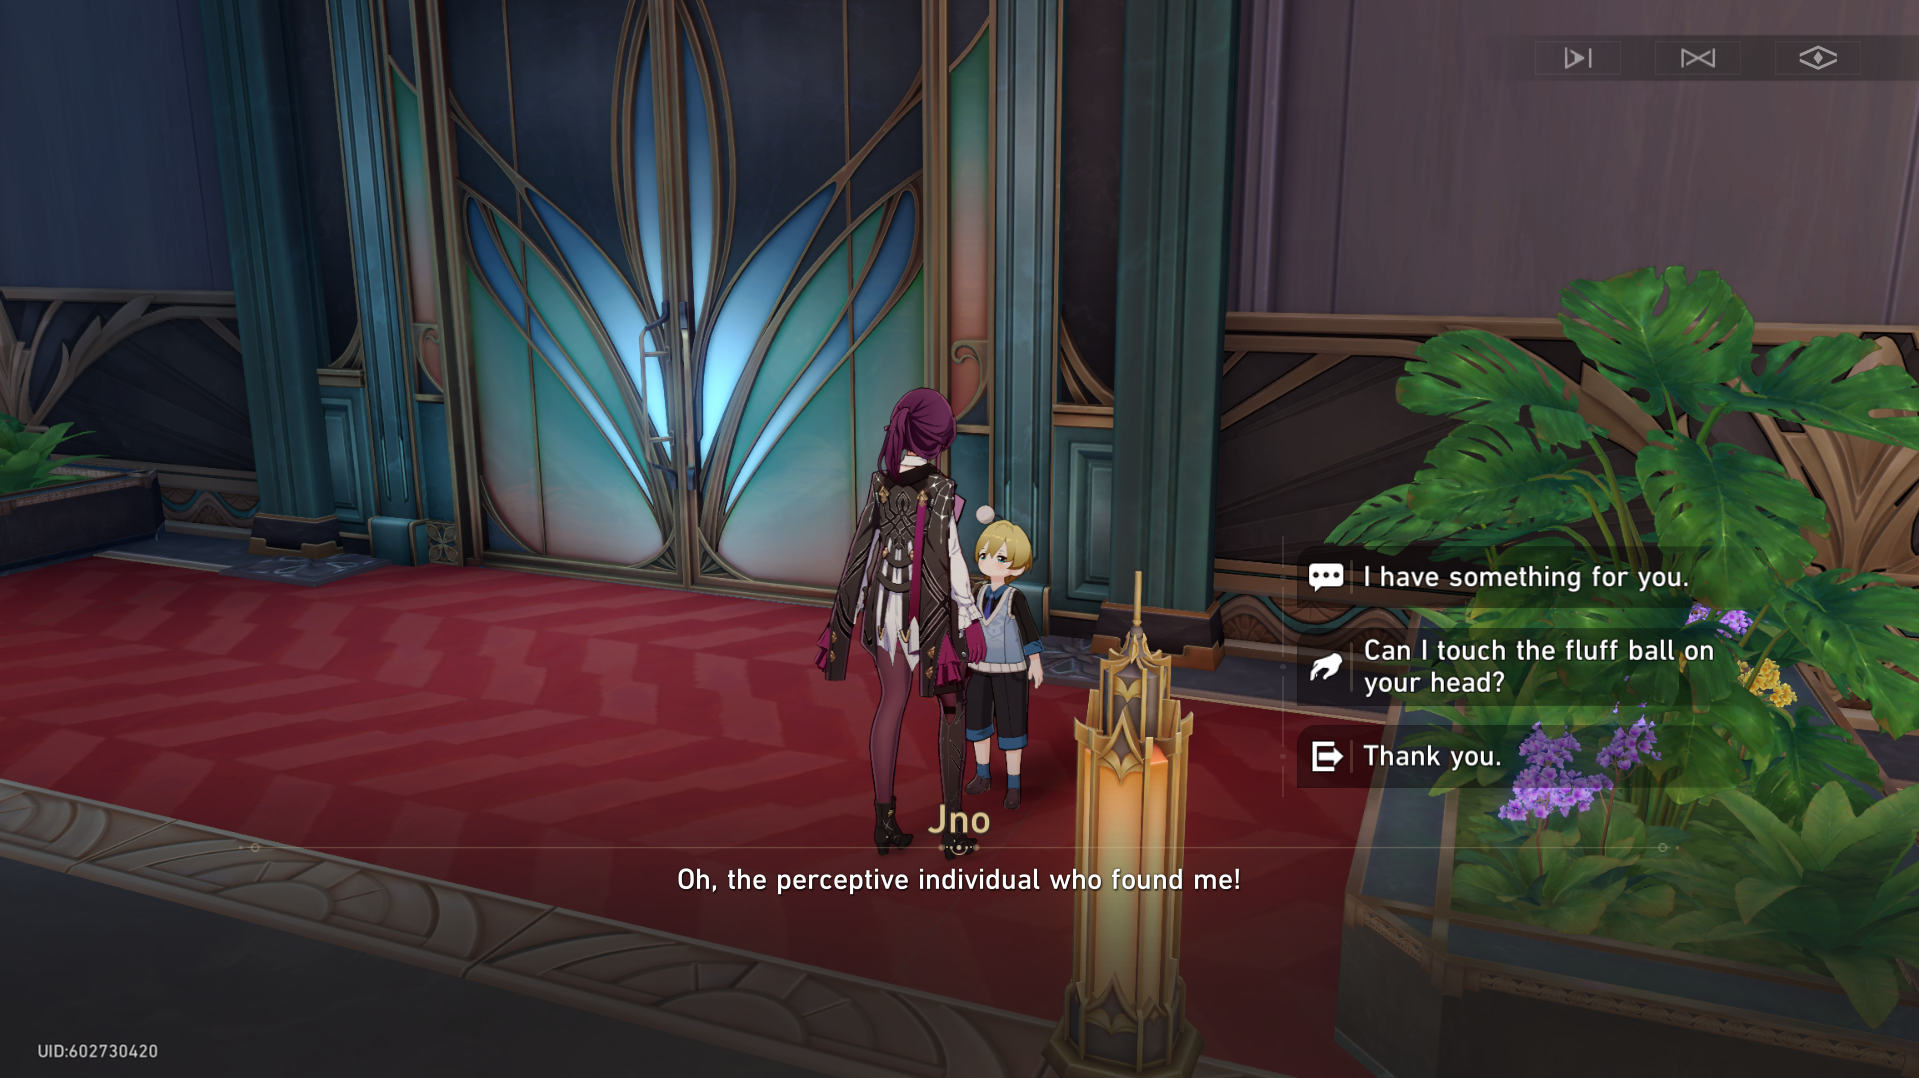 I have something for you.
Can I touch the fluff ball on
your head?
Thank you.
Jno
Oh, the perceptive individual who found me!
UID:602730420